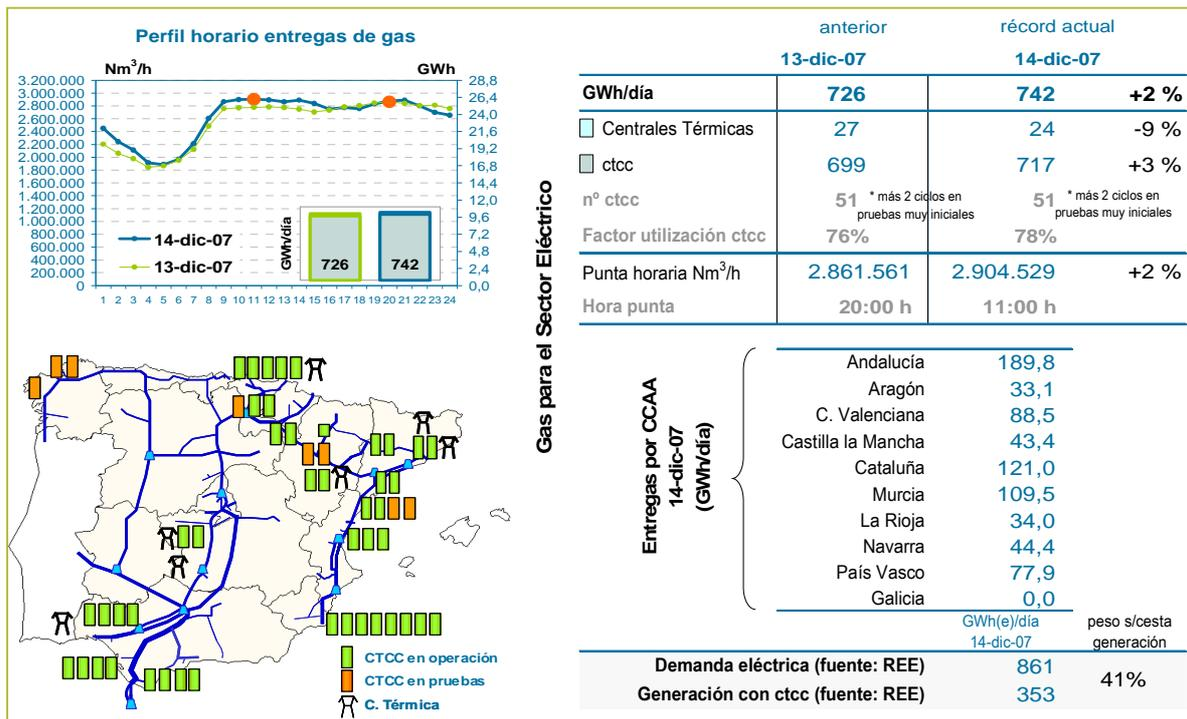 Perfil horario entregas de gas
Nm³/h
GWh
3.200.000
3.000.000
2.800.000
2.600.000
2.400.000
2.200.000
2.000.000
1.800.000
1.600.000
1.400.000
1.200.000
1.000.000
800.000
600.000
400.000
200.000
0
28,8
26,4
24,0
21,6
19,2
16,8
14,4
12,0
9,6
7,2
4,8
2,4
0,0
14-dic-07
13-dic-07
GWh/día
726
742
1 2 3 4 5 6 7 8 9 10 11 12 13 14 15 16 17 18 19 20 21 22 23 24
CTCC en operación
CTCC en pruebas
C. Térmica
Gas para el Sector Eléctrico
anterior récord actual
13-dic-07 14-dic-07
GWh/día 726 742 +2 %
Centrales Térmicas 27 24 -9 %
ctcc 699 717 +3 %
nº ctcc 51 * más 2 ciclos en pruebas muy iniciales 51 * más 2 ciclos en pruebas muy iniciales
Factor utilización ctcc 76% 78%
Punta horaria Nm³/h 2.861.561 2.904.529 +2 %
Hora punta 20:00 h 11:00 h
Entregas por CCAA
14-dic-07
(GWh/día)
Andalucía 189,8
Aragón 33,1
C. Valenciana 88,5
Castilla la Mancha 43,4
Cataluña 121,0
Murcia 109,5
La Rioja 34,0
Navarra 44,4
País Vasco 77,9
Galicia 0,0
GWh(e)/día peso s/cesta
14-dic-07 generación
Demanda eléctrica (fuente: REE) 861
41%
Generación con ctcc (fuente: REE) 353